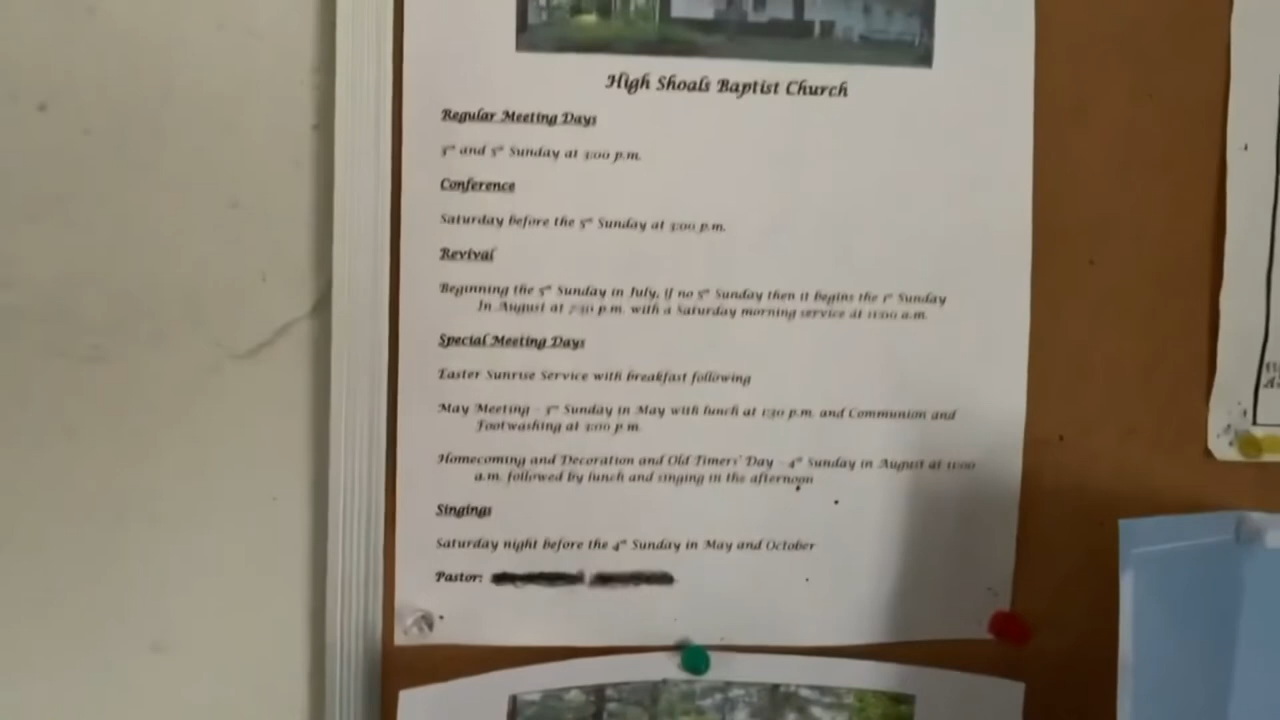 High Shoals Baptist Church
Regular Meeting Days
and 5th Sunday at 3:00 p.m.
Conference
Saturday before the 5th Sunday at 3:00 p.m.
Revival
Beginning the 5th Sunday in July, if no 5th Sunday then it begins the 1st Sunday
In August at 7:30 p.m. with a Saturday morning service at 11:00 a.m.
Special Meeting Days
Easter Sunrise Service with breakfast following
May Meeting - Sunday in May with lunch at 1:30 p.m. and Communion and
Footwashing at 3:00 p.m.
Homecoming and Decoration and Old Timers' Day - 4th Sunday in August at 11:00
a.m. followed by lunch and singing in the afternoon
Singings
Saturday night before the 4th Sunday in May and October
Pastor: